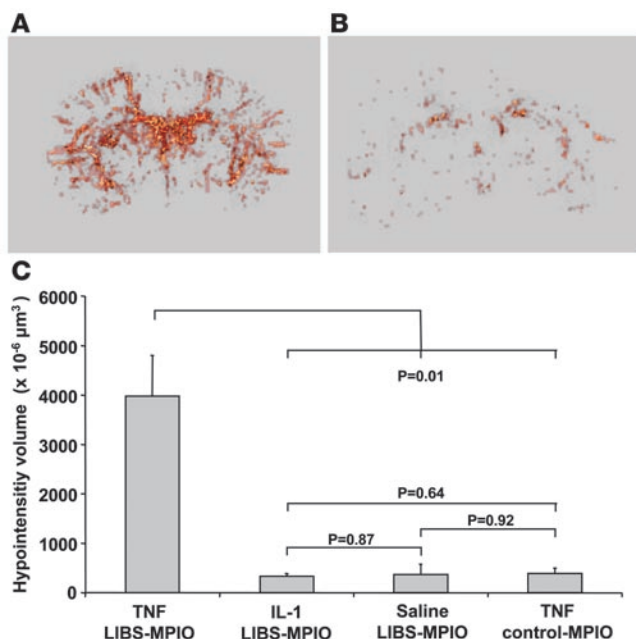 A
B
C
Hypointensitiy volume (x 10⁻⁶ µm³)
6000
5000
4000
3000
2000
1000
0
P=0.01
P=0.64
P=0.87
P=0.92
TNF
LIBS-MPIO
IL-1
LIBS-MPIO
Saline
LIBS-MPIO
TNF
control-MPIO